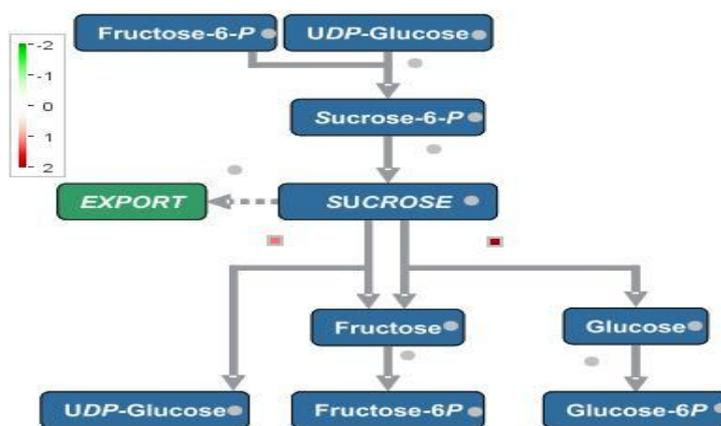 Fructose-6-P
UDP-Glucose
-2
-1
0
1
2
Sucrose-6-P
EXPORT
SUCROSE
Fructose
Glucose
UDP-Glucose
Fructose-6P
Glucose-6P